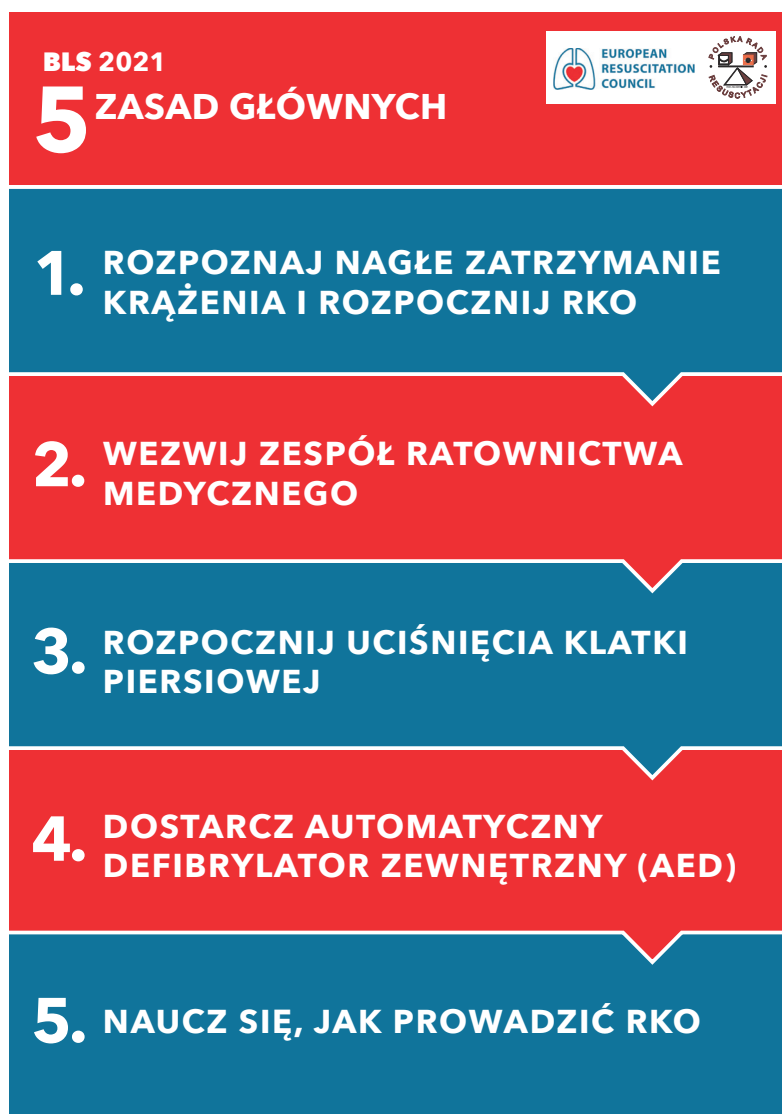 BLS 2021
5 ZASAD GŁÓWNYCH
EUROPEAN
RESUSCITATION
COUNCIL
POLSKA RADA
RESUSCYTACJI
1. ROZPOZNAJ NAGŁE ZATRZYMANIE
KRĄŻENIA I ROZPOCZNIJ RKO
2. WEZWIJ ZESPÓŁ RATOWNICTWA
MEDYCZNEGO
3. ROZPOCZNIJ UCIŚNIĘCIA KLATKI
PIERSIOWEJ
4. DOSTARCZ AUTOMATYCZNY
DEFIBRYLATOR ZEWNĘTRZNY (AED)
5. NAUCZ SIĘ, JAK PROWADZIĆ RKO